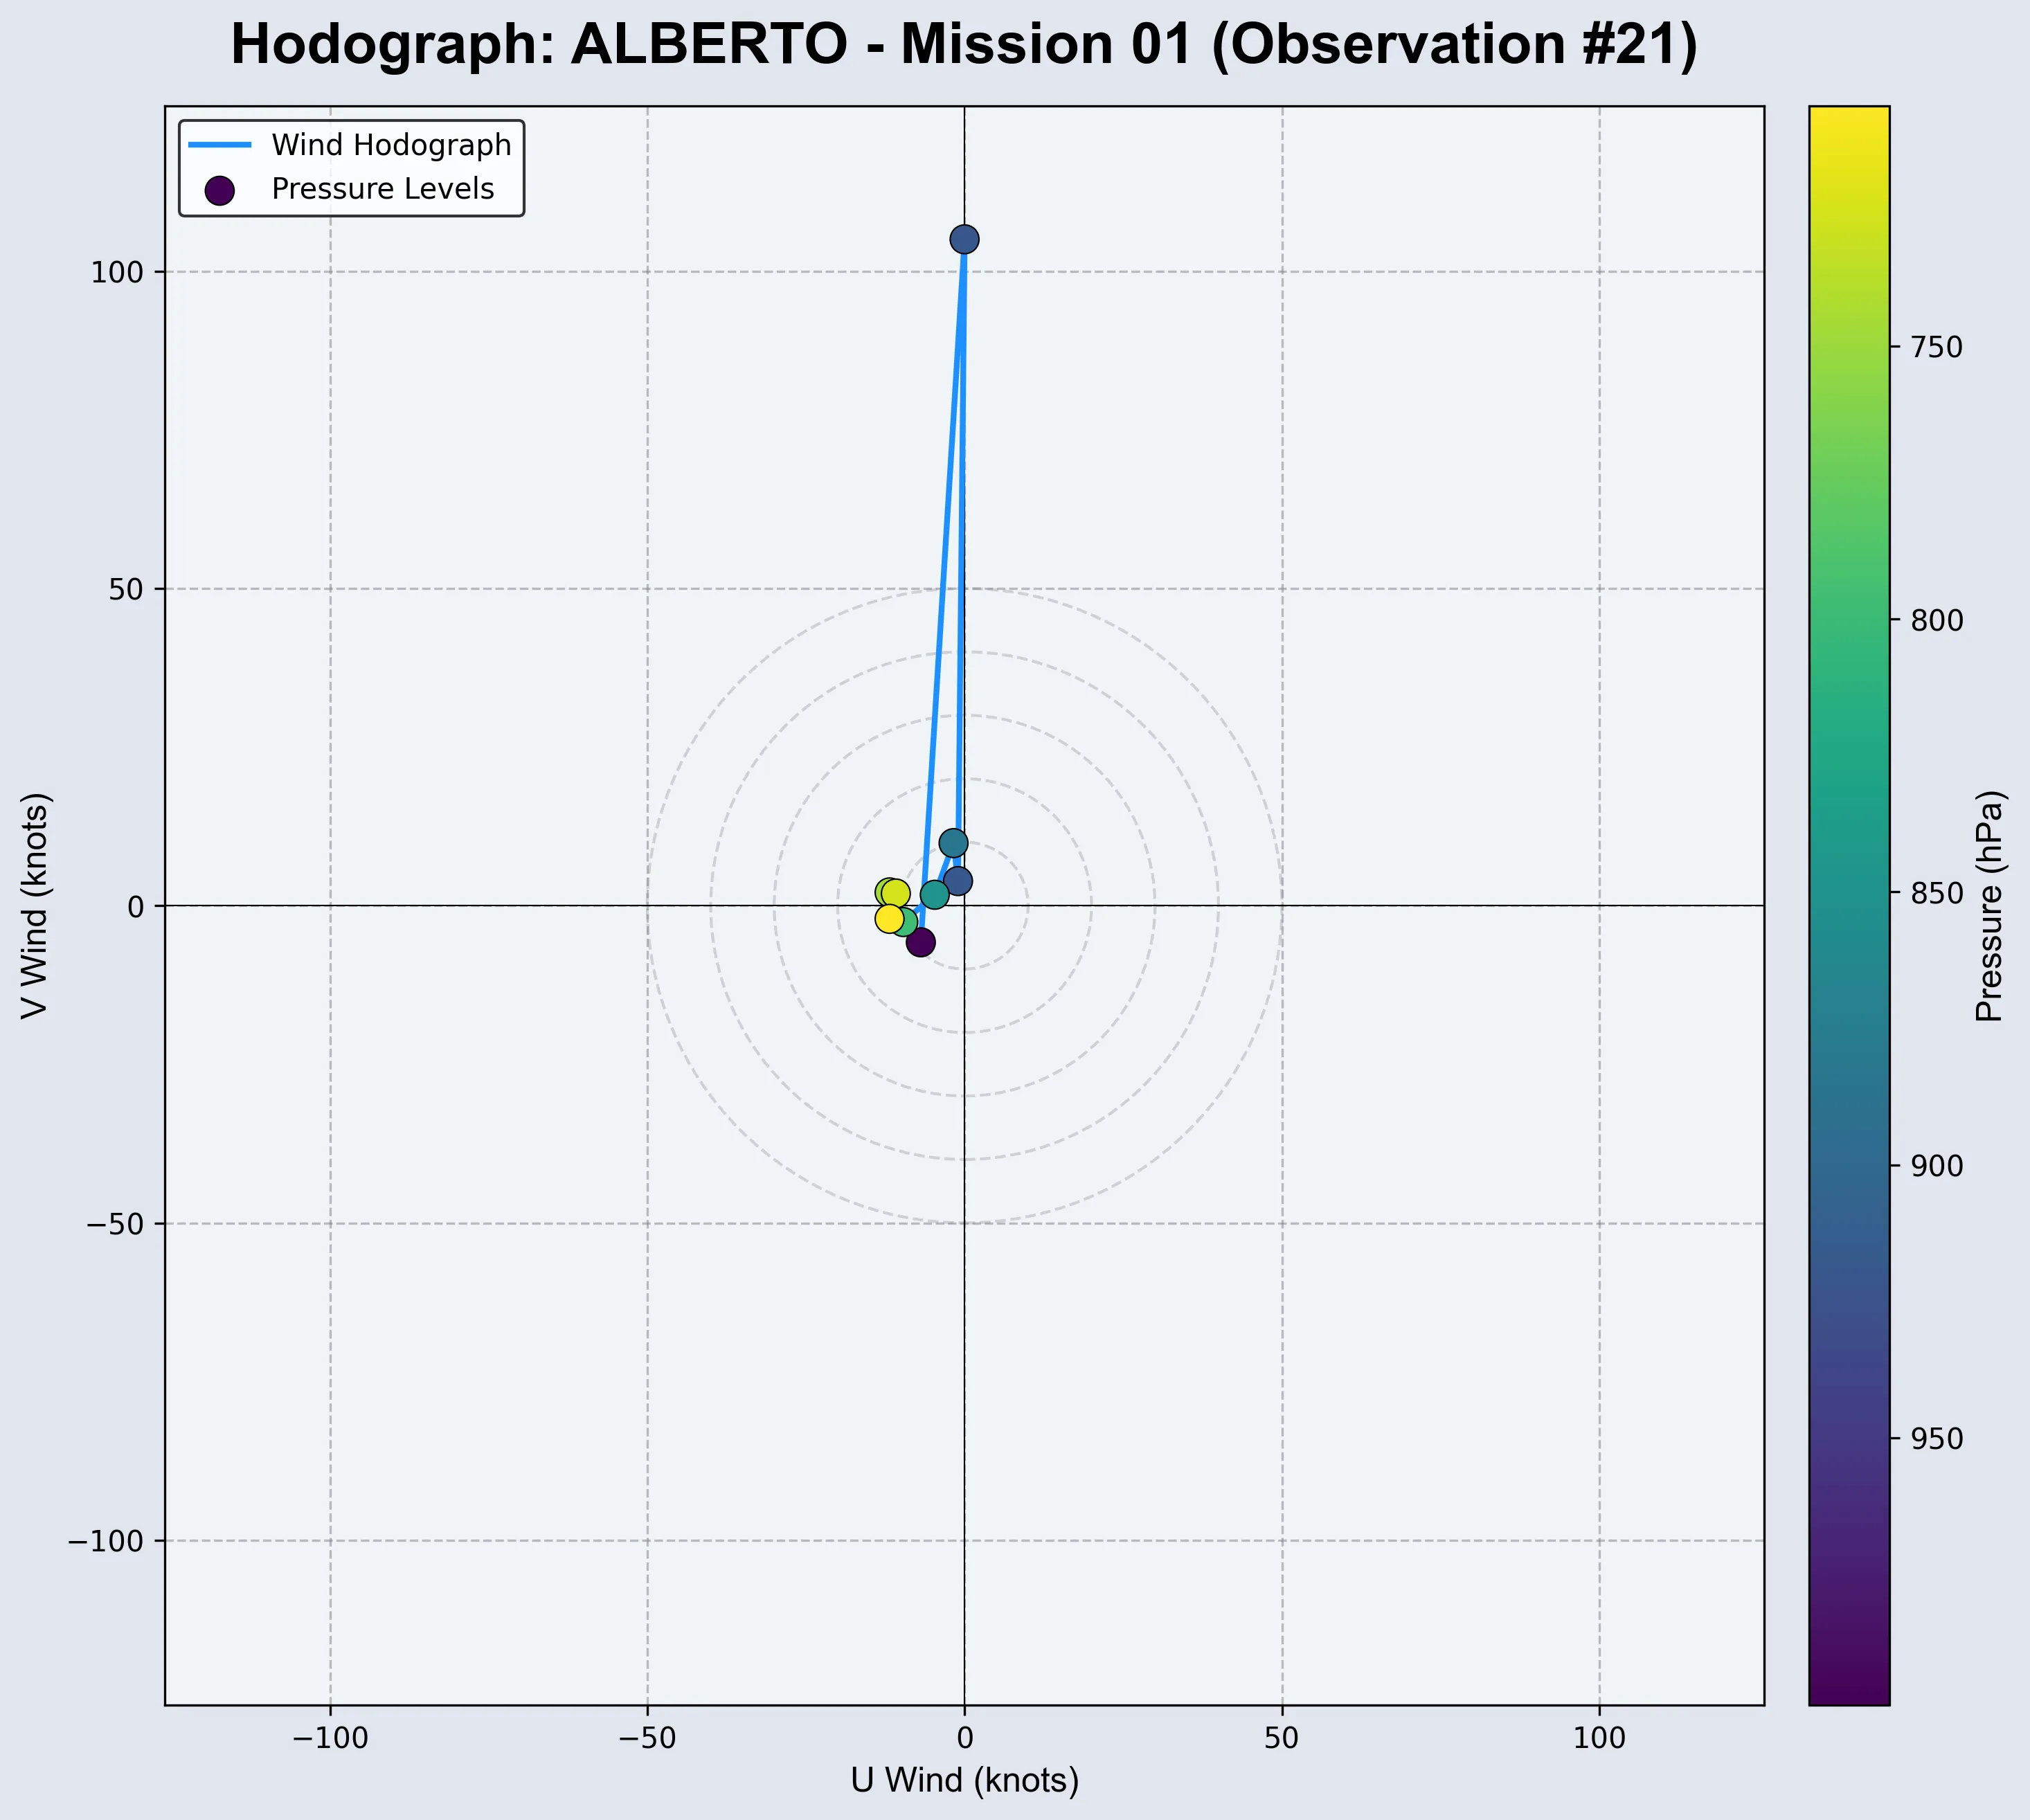 Hodograph: ALBERTO - Mission 01 (Observation #21)
Wind Hodograph
Pressure Levels
100
50
0
−50
−100
V Wind (knots)
−100
−50
0
50
100
U Wind (knots)
750
800
850
900
950
Pressure (hPa)